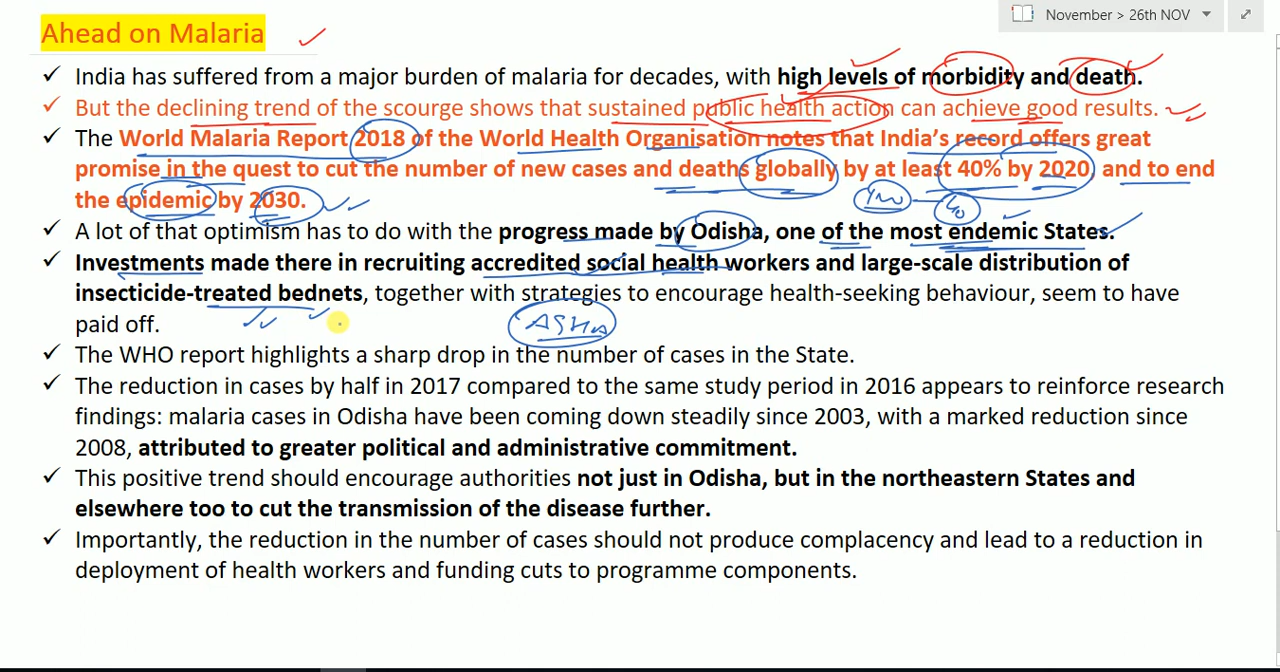 November > 26th NOV
Ahead on Malaria
✓ India has suffered from a major burden of malaria for decades, with high levels of morbidity and death.
✓ But the declining trend of the scourge shows that sustained public health action can achieve good results.
✓ The World Malaria Report 2018 of the World Health Organisation notes that India's record offers great
promise in the quest to cut the number of new cases and deaths globally by at least 40% by 2020, and to end
the epidemic by 2030.
✓ A lot of that optimism has to do with the progress made by Odisha, one of the most endemic States.
✓ Investments made there in recruiting accredited social health workers and large-scale distribution of
insecticide-treated bednets, together with strategies to encourage health-seeking behaviour, seem to have
paid off.
ASHA
✓ The WHO report highlights a sharp drop in the number of cases in the State.
✓ The reduction in cases by half in 2017 compared to the same study period in 2016 appears to reinforce research
findings: malaria cases in Odisha have been coming down steadily since 2003, with a marked reduction since
2008, attributed to greater political and administrative commitment.
✓ This positive trend should encourage authorities not just in Odisha, but in the northeastern States and
elsewhere too to cut the transmission of the disease further.
✓ Importantly, the reduction in the number of cases should not produce complacency and lead to a reduction in
deployment of health workers and funding cuts to programme components.